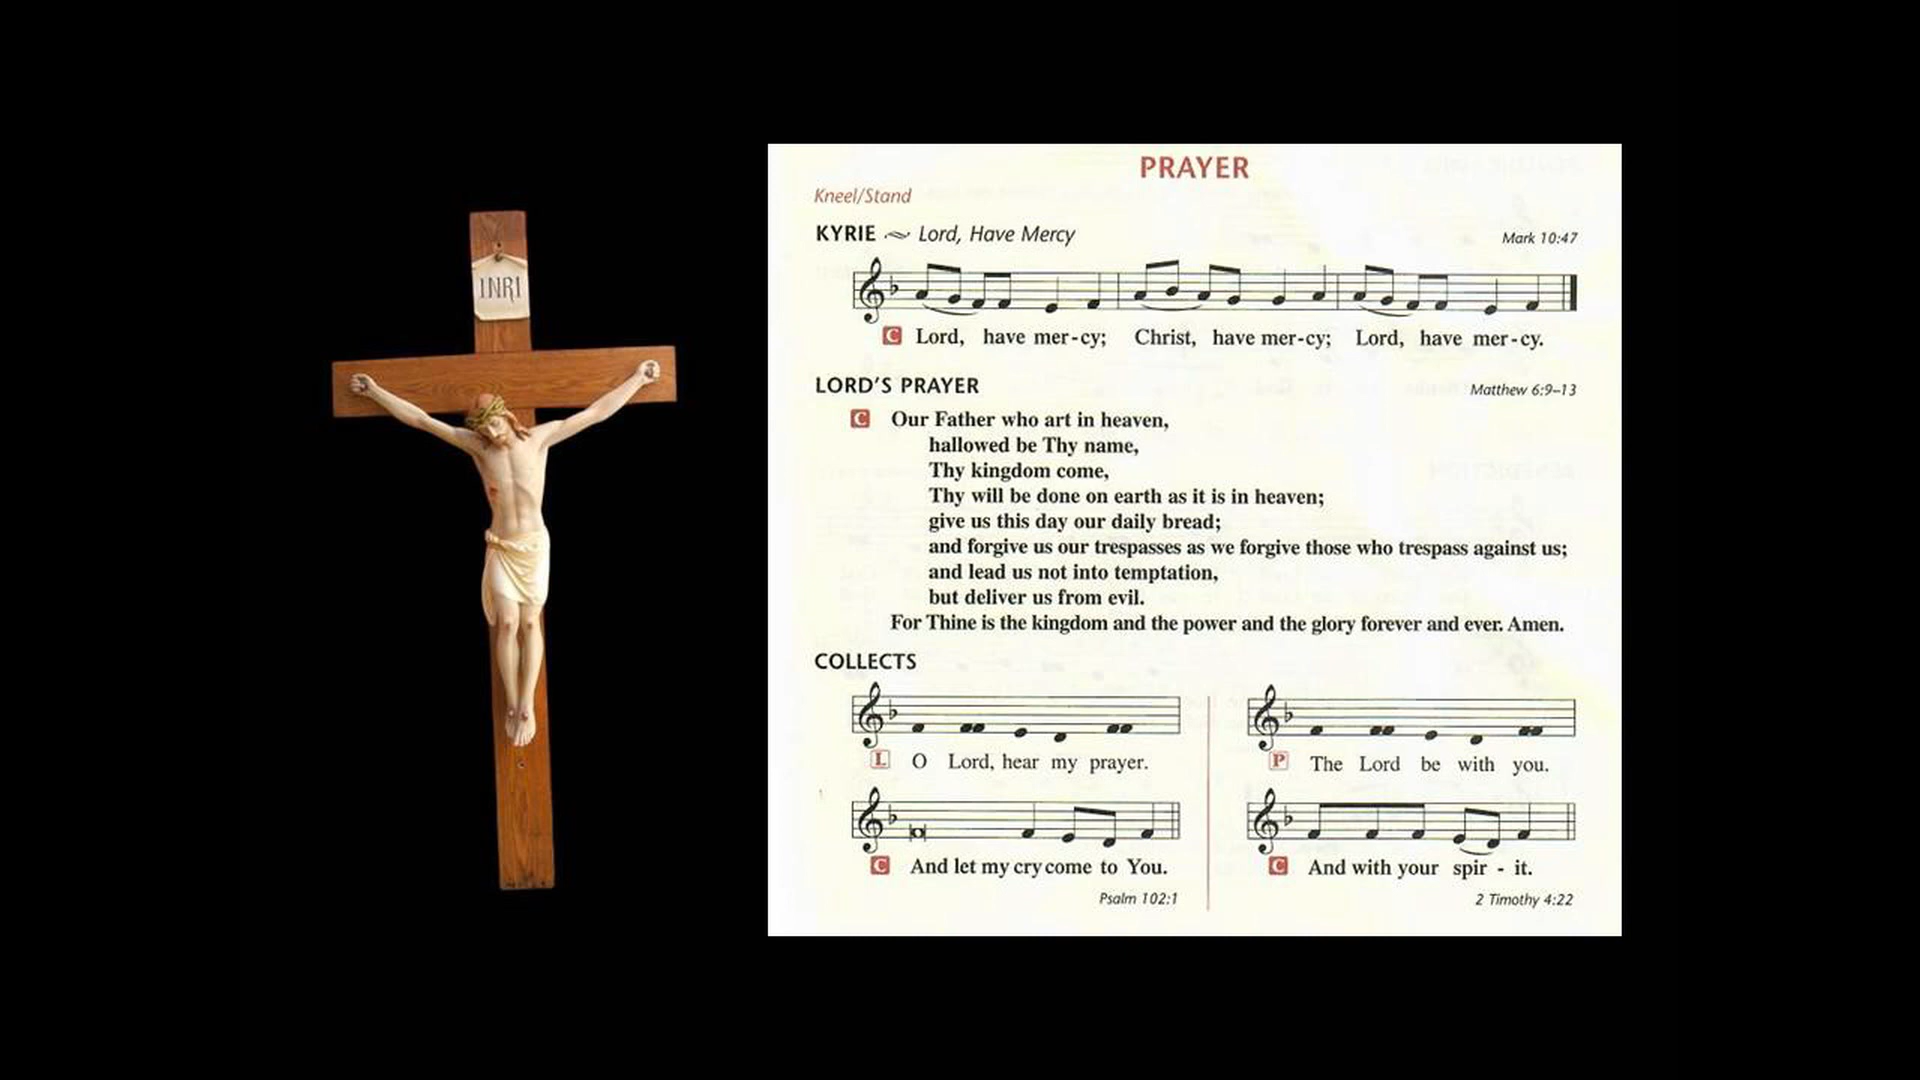 INRI
PRAYER
Kneel/Stand
KYRIE Lord, Have Mercy Mark 10:47
C Lord, have mer-cy; Christ, have mer-cy; Lord, have mer-cy.
LORD'S PRAYER Matthew 6:9–13
C Our Father who art in heaven,
hallowed be Thy name,
Thy kingdom come,
Thy will be done on earth as it is in heaven;
give us this day our daily bread;
and forgive us our trespasses as we forgive those who trespass against us;
and lead us not into temptation,
but deliver us from evil.
For Thine is the kingdom and the power and the glory forever and ever. Amen.
COLLECTS
L O Lord, hear my prayer.
C And let my cry come to You.
Psalm 102:1
P The Lord be with you.
C And with your spir - it.
2 Timothy 4:22